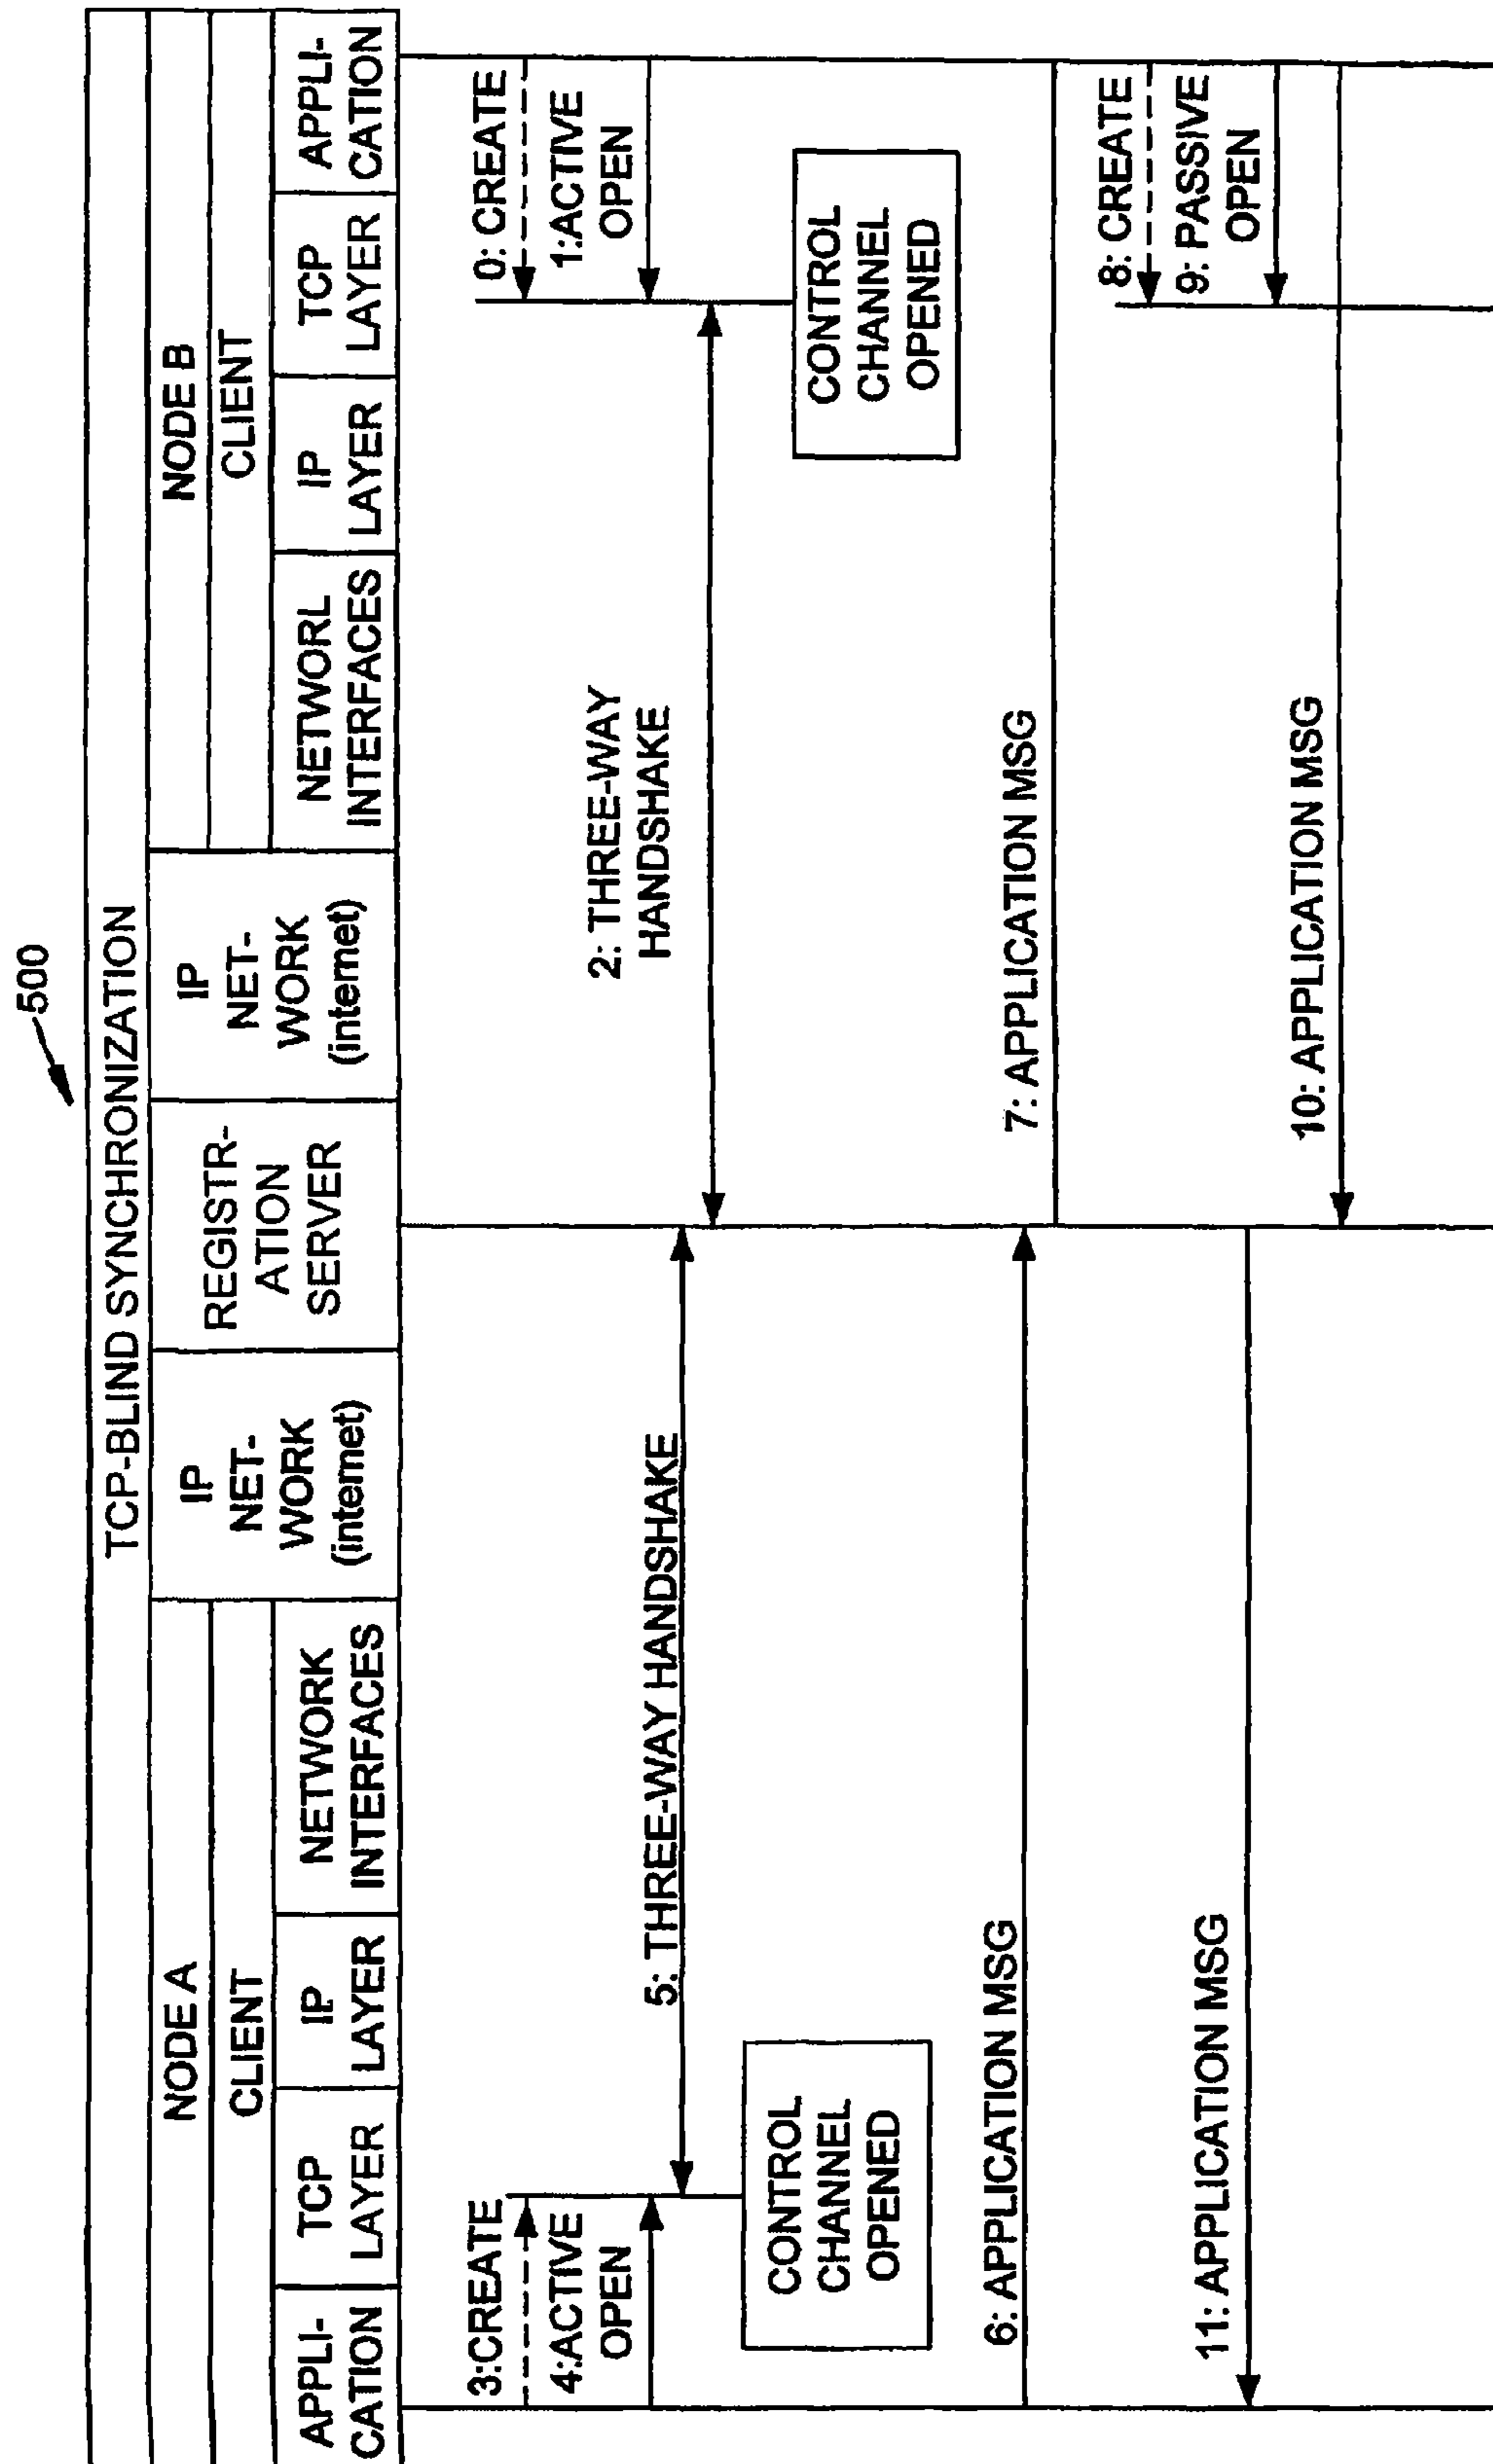 500
TCP-BLIND SYNCHRONIZATION
NODE A
CLIENT
APPLI-
CATION
TCP
LAYER
IP
LAYER
NETWORK
INTERFACES
IP
NET-
WORK
(internet)
REGISTR-
ATION
SERVER
IP
NET-
WORK
(internet)
NODE B
CLIENT
NETWORL
INTERFACES
IP
LAYER
TCP
LAYER
APPLI-
CATION
0: CREATE
1:ACTIVE
OPEN
2: THREE-WAY
HANDSHAKE
CONTROL
CHANNEL
OPENED
3:CREATE
4:ACTIVE
OPEN
5: THREE-WAY HANDSHAKE
CONTROL
CHANNEL
OPENED
6: APPLICATION MSG
7: APPLICATION MSG
8: CREATE
9: PASSIVE
OPEN
10: APPLICATION MSG
11: APPLICATION MSG